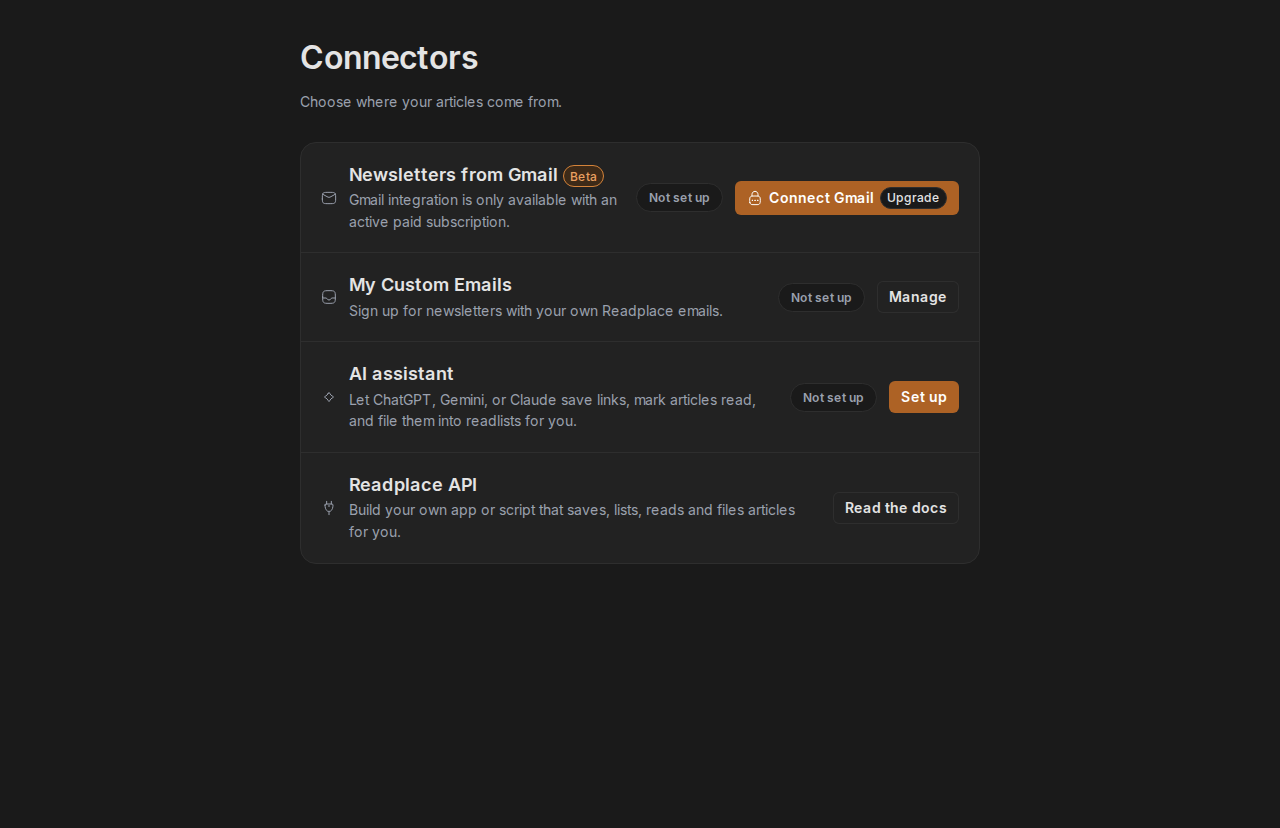 Connectors
Choose where your articles come from.
Newsletters from Gmail Beta
Gmail integration is only available with an
active paid subscription.
Not set up
Connect Gmail Upgrade
My Custom Emails
Sign up for newsletters with your own Readplace emails.
Not set up
Manage
AI assistant
Let ChatGPT, Gemini, or Claude save links, mark articles read,
and file them into readlists for you.
Not set up
Set up
Readplace API
Build your own app or script that saves, lists, reads and files articles
for you.
Read the docs